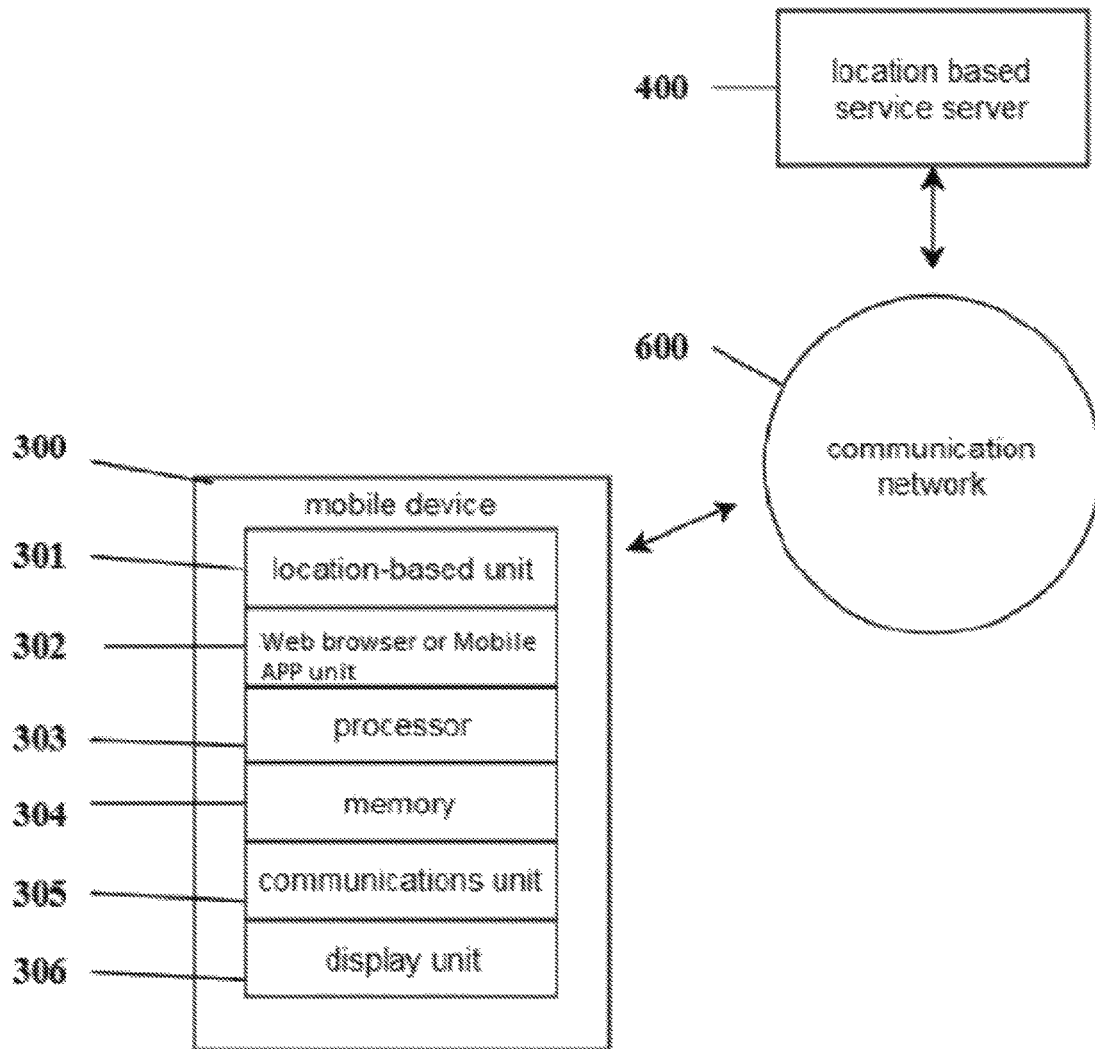 400
location based
service server
600
communication
network
300
mobile device
301
location-based unit
302
Web browser or Mobile
APP unit
303
processor
304
memory
305
communications unit
306
display unit